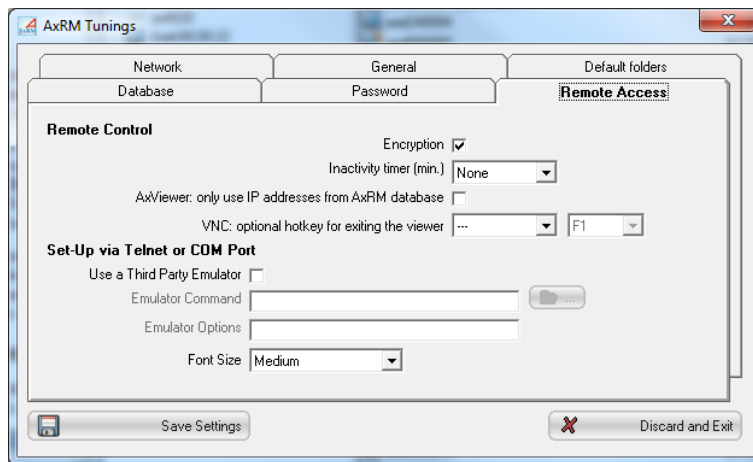 AxRM Tunings
Network General Default folders
Database Password Remote Access
Remote Control
Encryption
Inactivity timer (min.) None
AxViewer: only use IP addresses from AxRM database
VNC: optional hotkey for exiting the viewer --- F1
Set-Up via Telnet or COM Port
Use a Third Party Emulator
Emulator Command ...
Emulator Options
Font Size Medium
Save Settings Discard and Exit